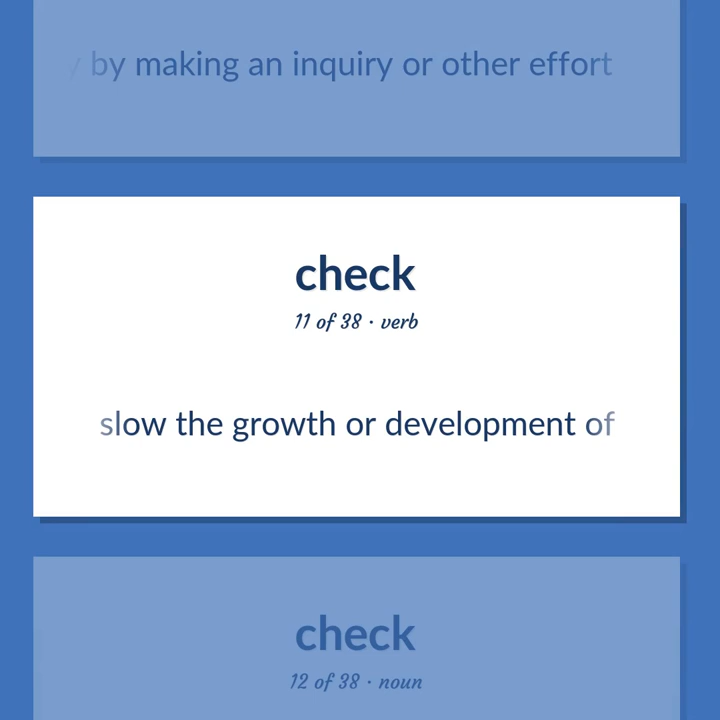 by making an inquiry or other effort
check
11 of 38 · verb
slow the growth or development of
check
12 of 38 · noun